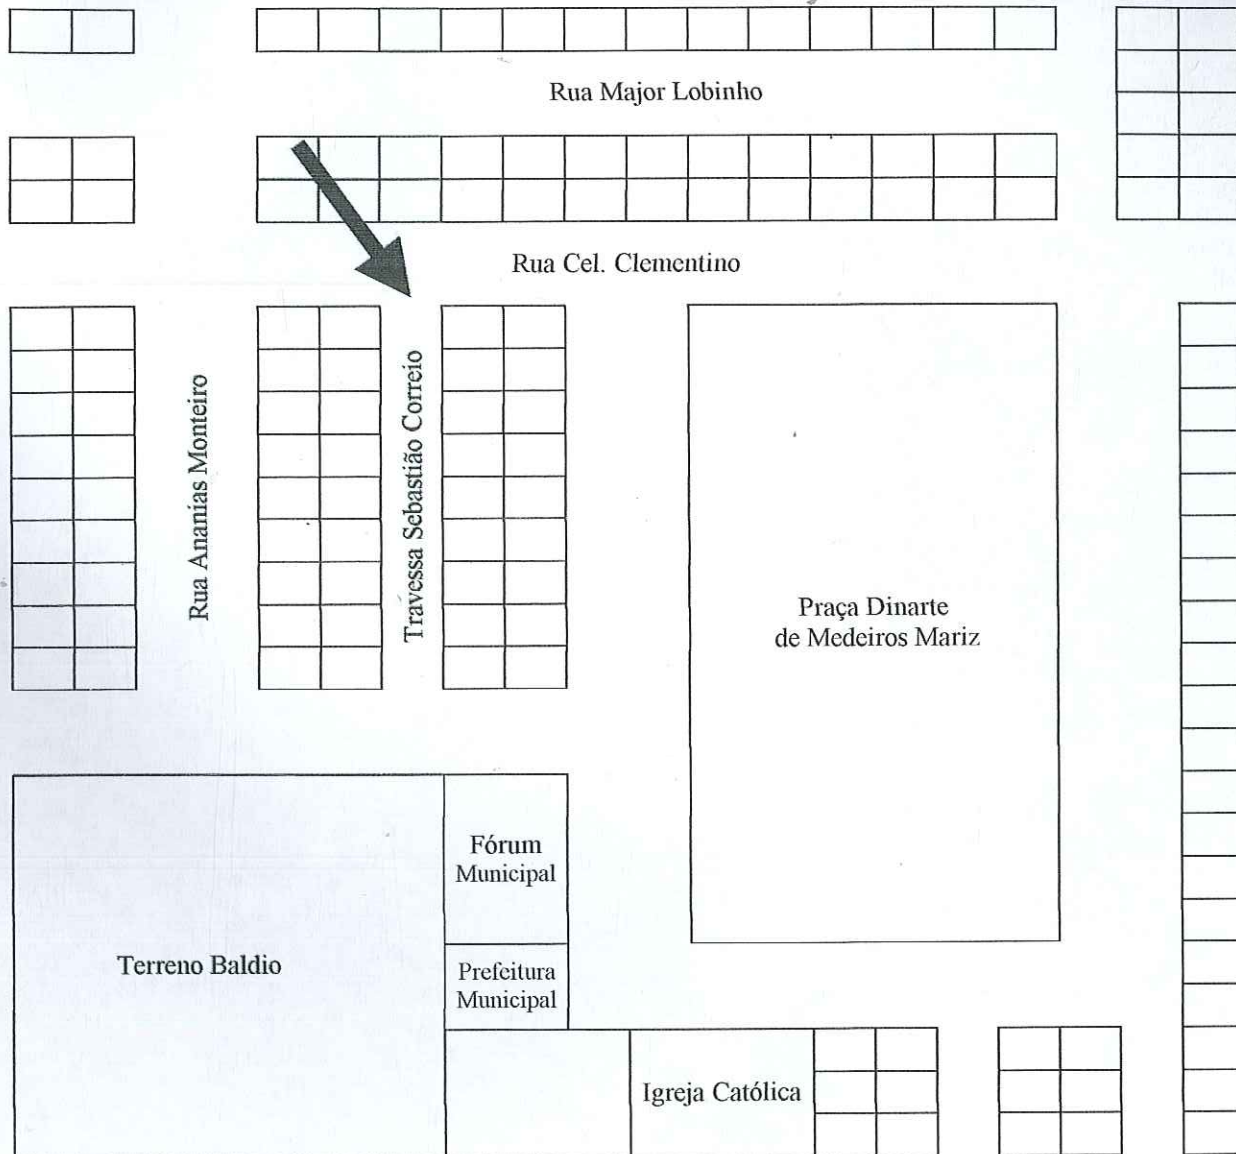 Rua Major Lobinho
Rua Cel. Clementino
Rua Ananias Monteiro
Travessa Sebastião Correio
Praça Dinarte
de Medeiros Mariz
Fórum
Municipal
Terreno Baldio
Prefeitura
Municipal
Igreja Católica